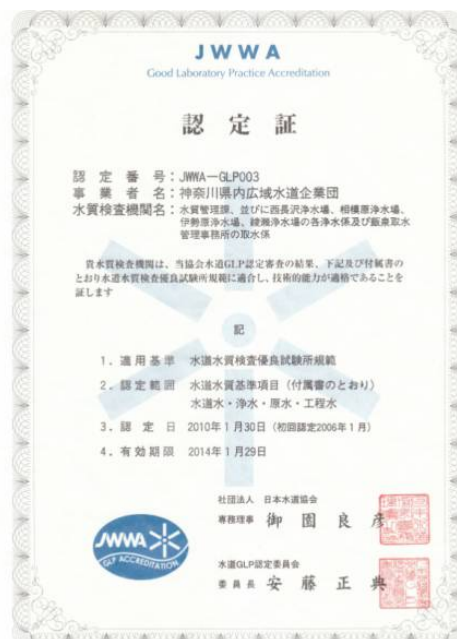 JWWA
Good Laboratory Practice Accreditation
認定証
認定番号：JWWA－GLP003
事業者名：神奈川県内広域水道企業団
水質検査機関名：水質管理課、並びに西長沢浄水場、相模原浄水場、
伊勢原浄水場、綾瀬浄水場の各浄水係及び飯泉取水
管理事務所の取水係
貴水質検査機関は、当協会水道GLP認定審査の結果、下記及び付属書の
とおり水道水質検査優良試験所規範に適合し、技術的能力が適格であることを
証します
記
1．適用基準 水道水質検査優良試験所規範
2．認定範囲 水道水質基準項目（付属書のとおり）
水道水・浄水・原水・工程水
3．認定日 2010年1月30日（初回認定2006年1月）
4．有効期限 2014年1月29日
社団法人 日本水道協会
専務理事 御園良彦
水道GLP認定委員会
委員長 安藤正典
JWWA
GLP ACCREDITATION